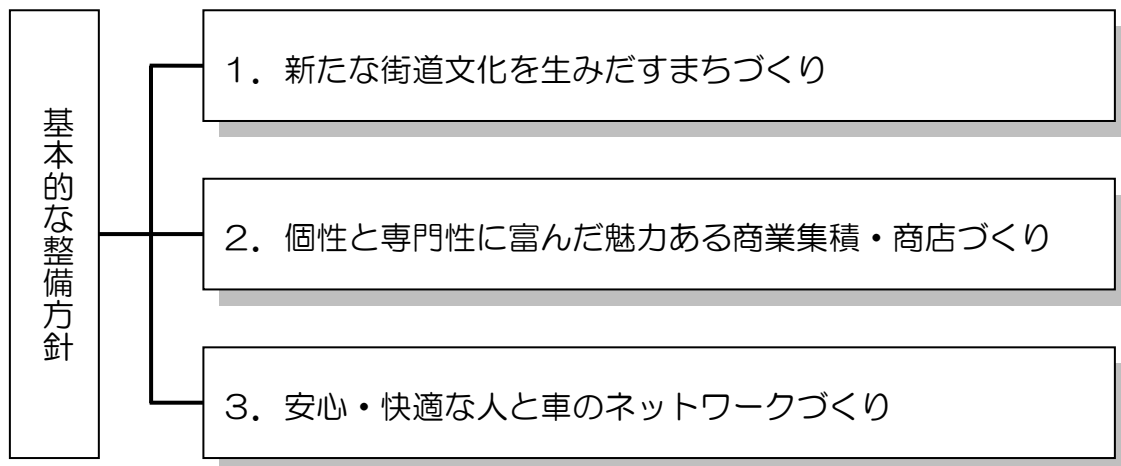 基本的な整備方針
１．新たな街道文化を生みだすまちづくり
２．個性と専門性に富んだ魅力ある商業集積・商店づくり
３．安心・快適な人と車のネットワークづくり